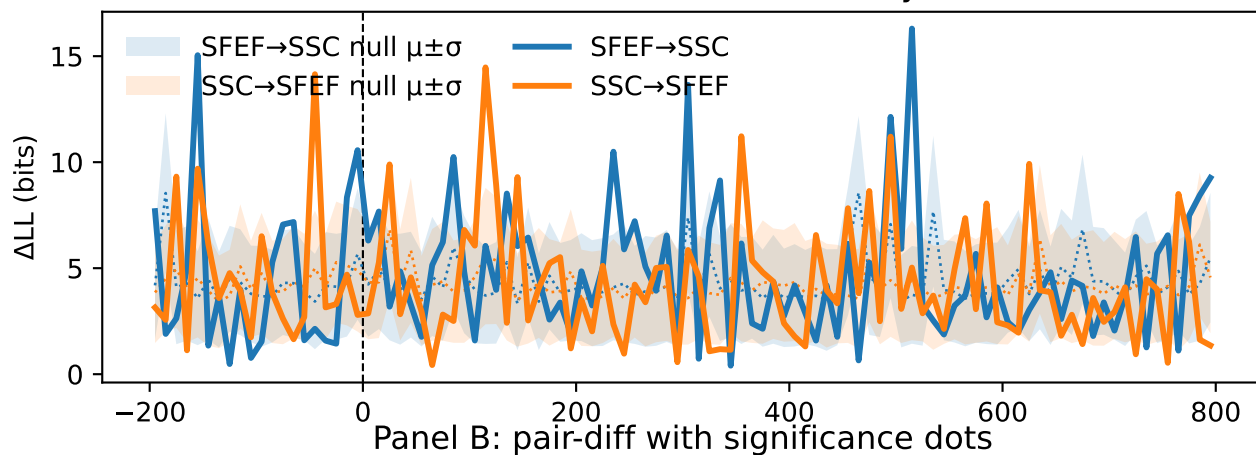 SFEF→SSC null μ±σ
SSC→SFEF null μ±σ
SFEF→SSC
SSC→SFEF
ΔLL (bits)
15
10
5
0
−200 0 200 400 600 800
Panel B: pair-diff with significance dots